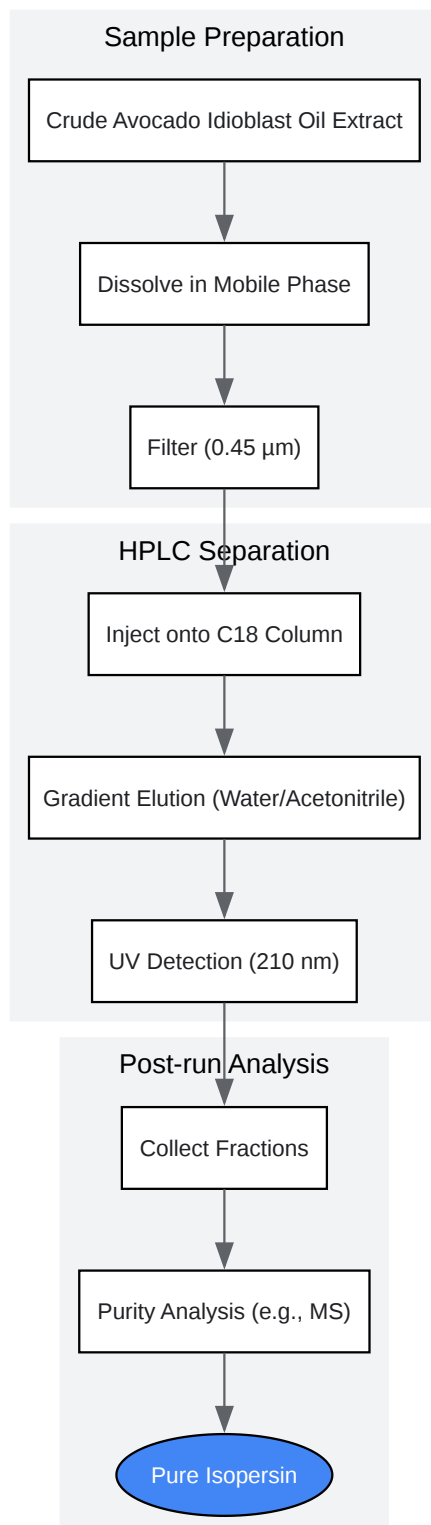 Sample Preparation
Crude Avocado Idioblast Oil Extract
Dissolve in Mobile Phase
Filter (0.45 µm)
HPLC Separation
Inject onto C18 Column
Gradient Elution (Water/Acetonitrile)
UV Detection (210 nm)
Post-run Analysis
Collect Fractions
Purity Analysis (e.g., MS)
Pure Isopersin